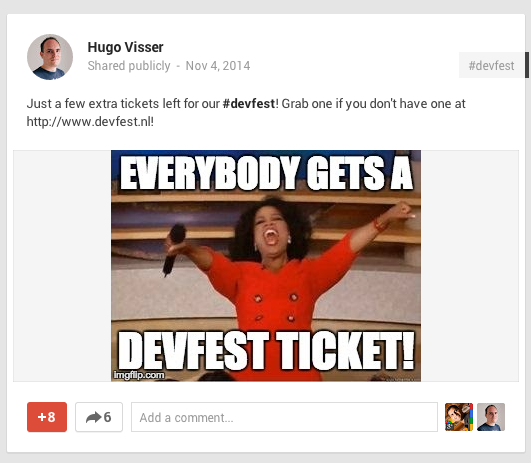 Hugo Visser
Shared publicly - Nov 4, 2014
#devfest
Just a few extra tickets left for our #devfest! Grab one if you don't have one at
http://www.devfest.nl!
EVERYBODY GETS A
DEVFEST TICKET!
imgflip.com
+8
6
Add a comment...